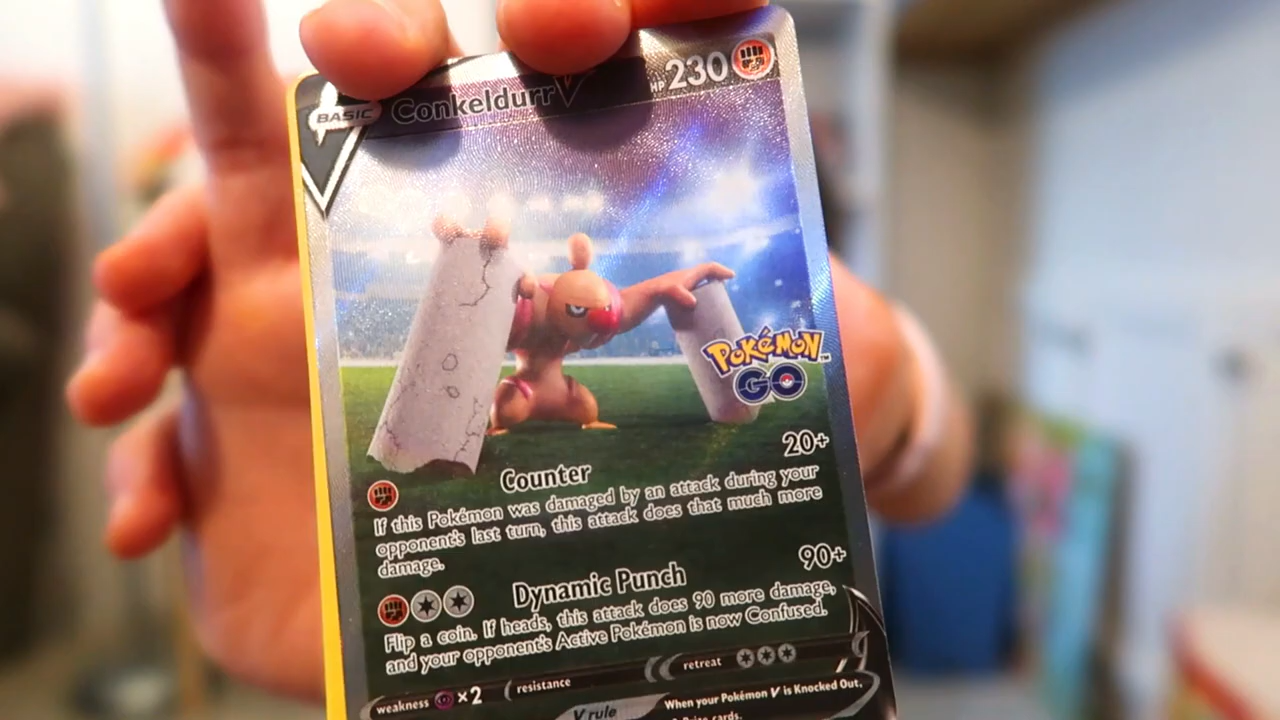 BASIC Conkeldurr V HP 230
Pokémon™
GO
Counter 20+
If this Pokémon was damaged by an attack during your
opponent's last turn, this attack does that much more
damage.
Dynamic Punch 90+
Flip a coin. If heads, this attack does 90 more damage,
and your opponent's Active Pokémon is now Confused.
weakness ×2 resistance retreat
V rule When your Pokémon V is Knocked Out,
Prize cards.